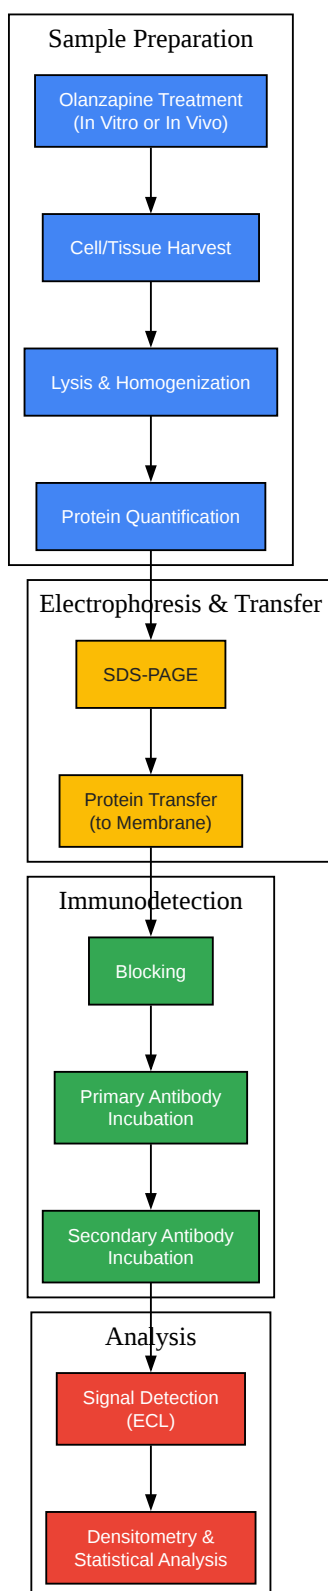 Sample Preparation
Olanzapine Treatment
(In Vitro or In Vivo)
Cell/Tissue Harvest
Lysis & Homogenization
Protein Quantification
Electrophoresis & Transfer
SDS-PAGE
Protein Transfer
(to Membrane)
Immunodetection
Blocking
Primary Antibody
Incubation
Secondary Antibody
Incubation
Analysis
Signal Detection
(ECL)
Densitometry &
Statistical Analysis